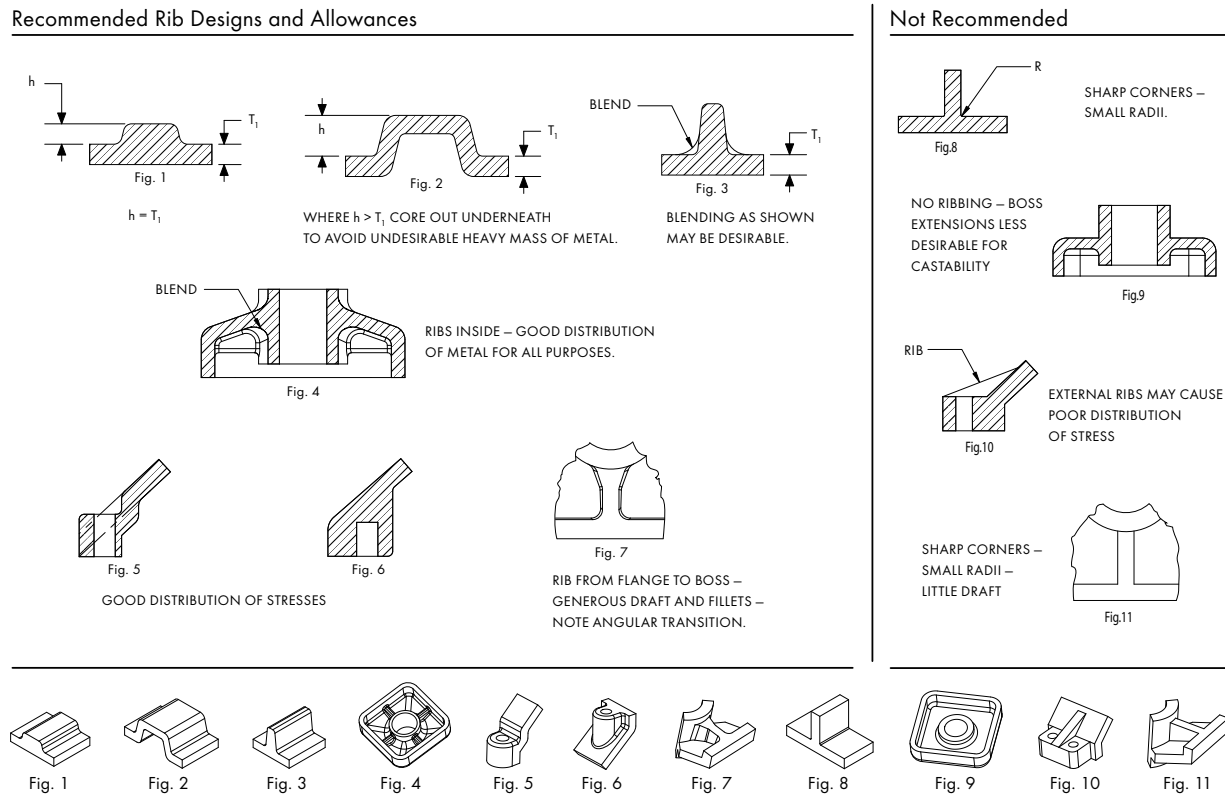 Recommended Rib Designs and Allowances
h
T₁
Fig. 1
h = T₁
h
T₁
Fig. 2
WHERE h > T₁ CORE OUT UNDERNEATH
TO AVOID UNDESIRABLE HEAVY MASS OF METAL.
BLEND
T₁
Fig. 3
BLENDING AS SHOWN
MAY BE DESIRABLE.
BLEND
Fig. 4
RIBS INSIDE – GOOD DISTRIBUTION
OF METAL FOR ALL PURPOSES.
Fig. 5
Fig. 6
GOOD DISTRIBUTION OF STRESSES
Fig. 7
RIB FROM FLANGE TO BOSS –
GENEROUS DRAFT AND FILLETS –
NOTE ANGULAR TRANSITION.
Not Recommended
R
Fig.8
SHARP CORNERS –
SMALL RADII.
NO RIBBING – BOSS
EXTENSIONS LESS
DESIRABLE FOR
CASTABILITY
Fig.9
RIB
Fig.10
EXTERNAL RIBS MAY CAUSE
POOR DISTRIBUTION
OF STRESS
SHARP CORNERS –
SMALL RADII –
LITTLE DRAFT
Fig.11
Fig. 1
Fig. 2
Fig. 3
Fig. 4
Fig. 5
Fig. 6
Fig. 7
Fig. 8
Fig. 9
Fig. 10
Fig. 11